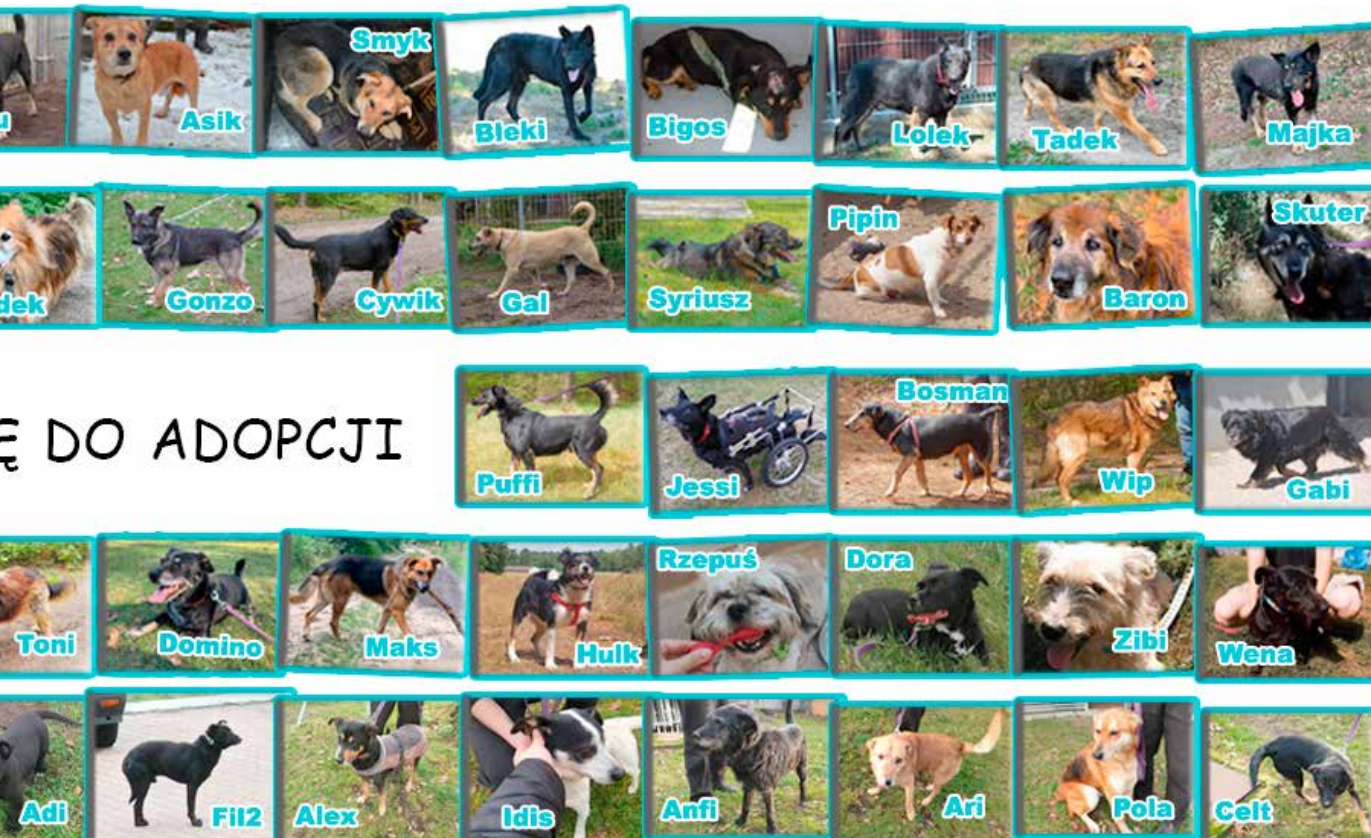 Asik
Smyk
Bleki
Bigos
Lolek
Tadek
Majka
dek
Gonzo
Cywik
Gal
Syriusz
Pipin
Baron
Skuter
Ę DO ADOPCJI
Puffi
Jessi
Bosman
Wip
Gabi
Toni
Domino
Maks
Hulk
Rzepuś
Dora
Zibi
Wena
Adi
Fil2
Alex
Idis
Anfi
Ari
Pola
Celt